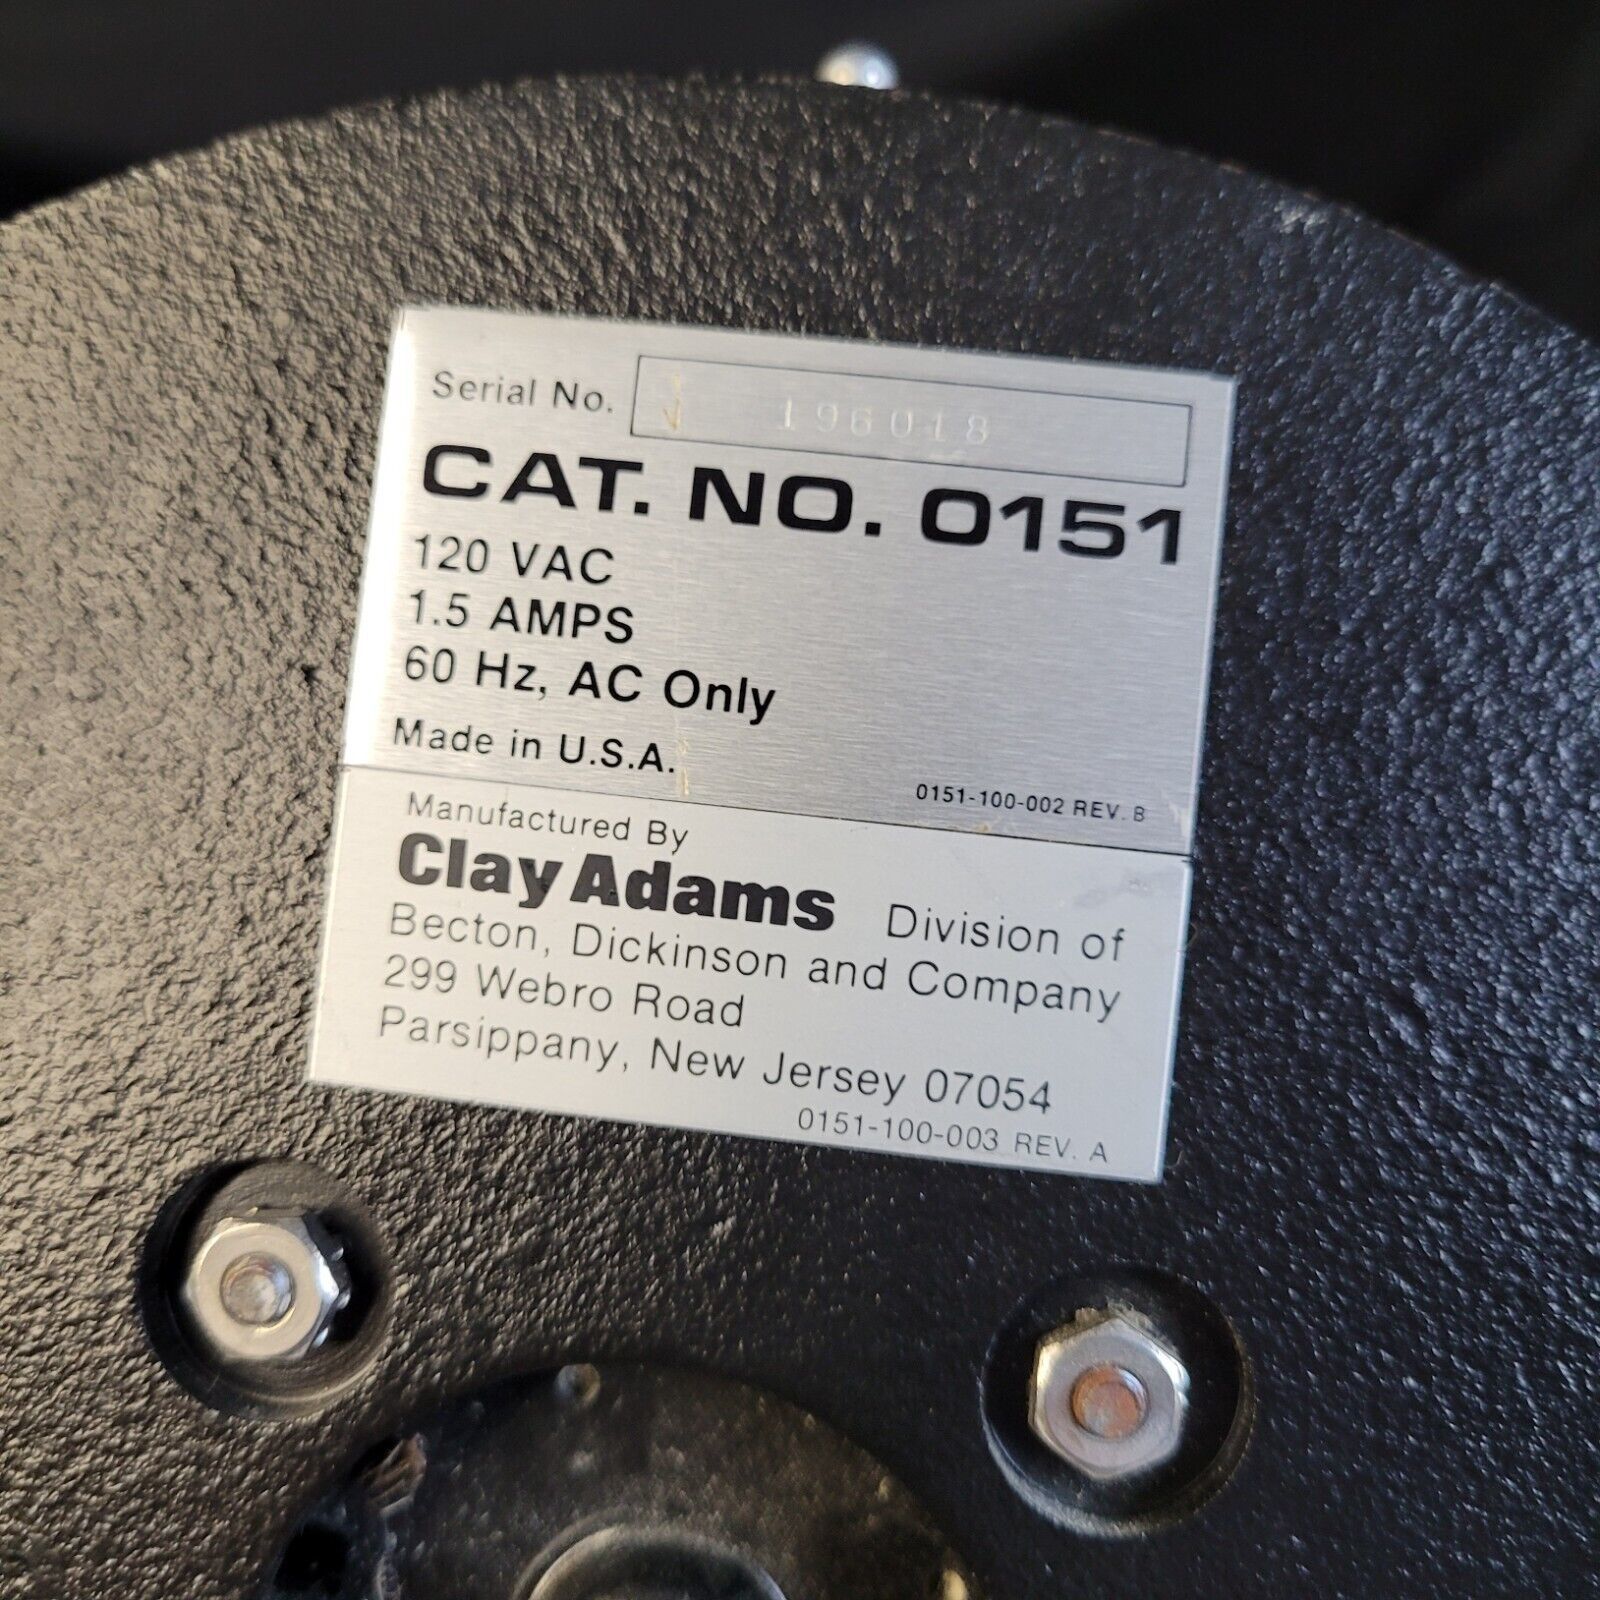 Serial No. 196018
CAT. NO. 0151
120 VAC
1.5 AMPS
60 Hz, AC Only
Made in U.S.A.
0151-100-002 REV. B
Manufactured By
Clay Adams Division of
Becton, Dickinson and Company
299 Webro Road
Parsippany, New Jersey 07054
0151-100-003 REV. A